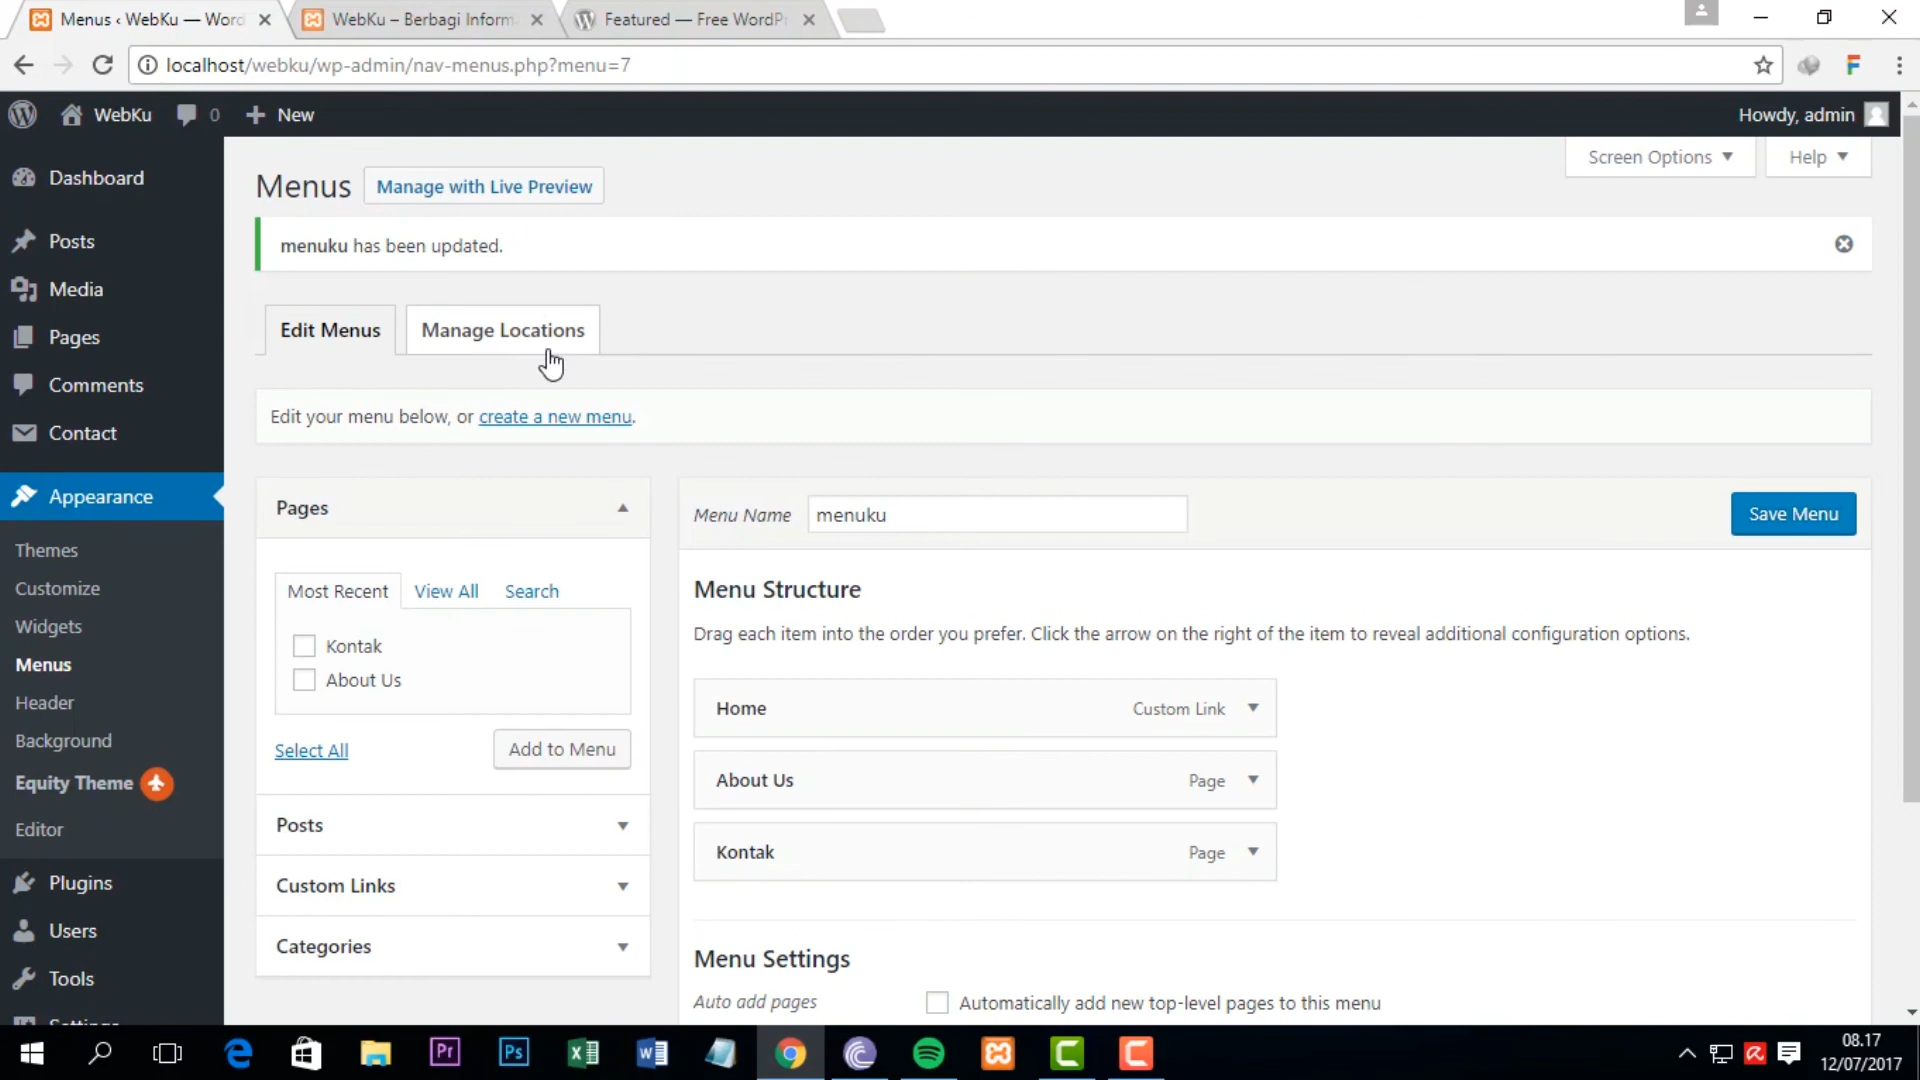 Menus ‹ WebKu — Word
WebKu – Berbagi Inform
Featured — Free WordPr
localhost/webku/wp-admin/nav-menus.php?menu=7
WebKu 0 New
Howdy, admin
Screen Options
Help
Dashboard
Posts
Media
Pages
Comments
Contact
Appearance
Themes
Customize
Widgets
Menus
Header
Background
Equity Theme
Editor
Plugins
Users
Tools
Settings
Menus
Manage with Live Preview
menuku has been updated.
Edit Menus
Manage Locations
Edit your menu below, or create a new menu.
Pages
Most Recent View All Search
Kontak
About Us
Select All
Add to Menu
Posts
Custom Links
Categories
Menu Name menuku
Save Menu
Menu Structure
Drag each item into the order you prefer. Click the arrow on the right of the item to reveal additional configuration options.
Home Custom Link
About Us Page
Kontak Page
Menu Settings
Auto add pages
Automatically add new top-level pages to this menu
Pr
Ps
08.17
12/07/2017